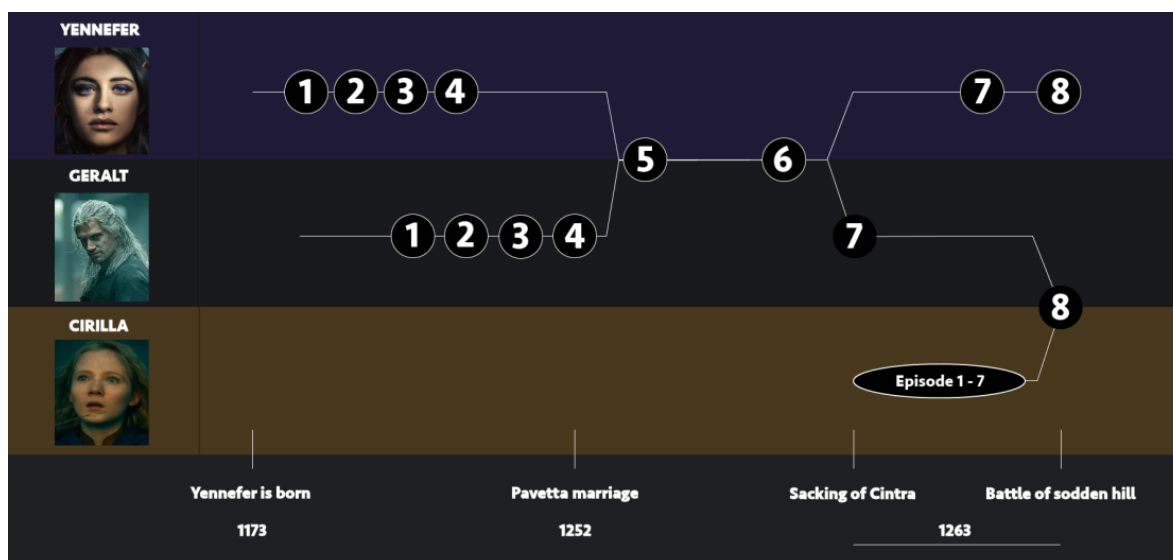 YENNEFER
1 2 3 4 7 8
5 6
GERALT
1 2 3 4 7
8
CIRILLA
Episode 1 - 7
Yennefer is born Pavetta marriage Sacking of Cintra Battle of sodden hill
1173 1252 1263